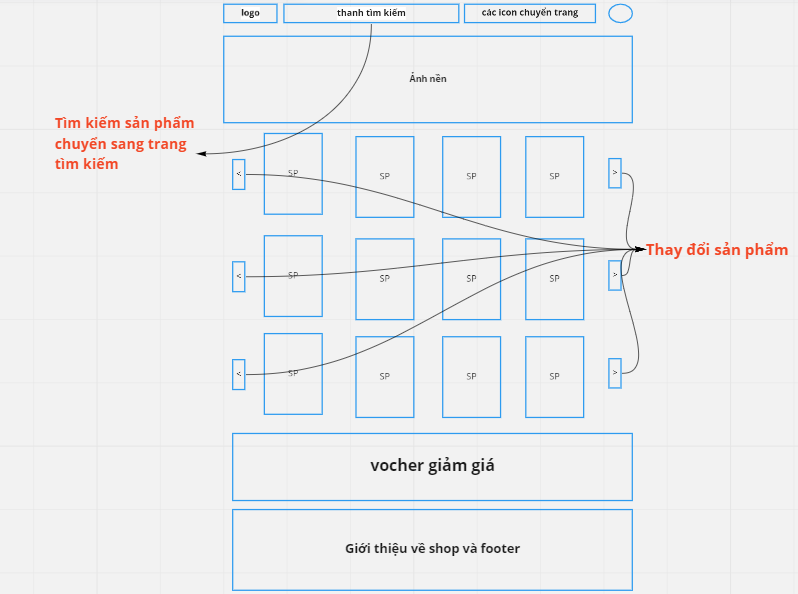 logo
thanh tìm kiếm
các icon chuyển trang
Ảnh nền
Tìm kiếm sản phẩm
chuyển sang trang
tìm kiếm
< SP SP SP SP >
Thay đổi sản phẩm
< SP SP SP SP >
< SP SP SP SP >
vocher giảm giá
Giới thiệu về shop và footer